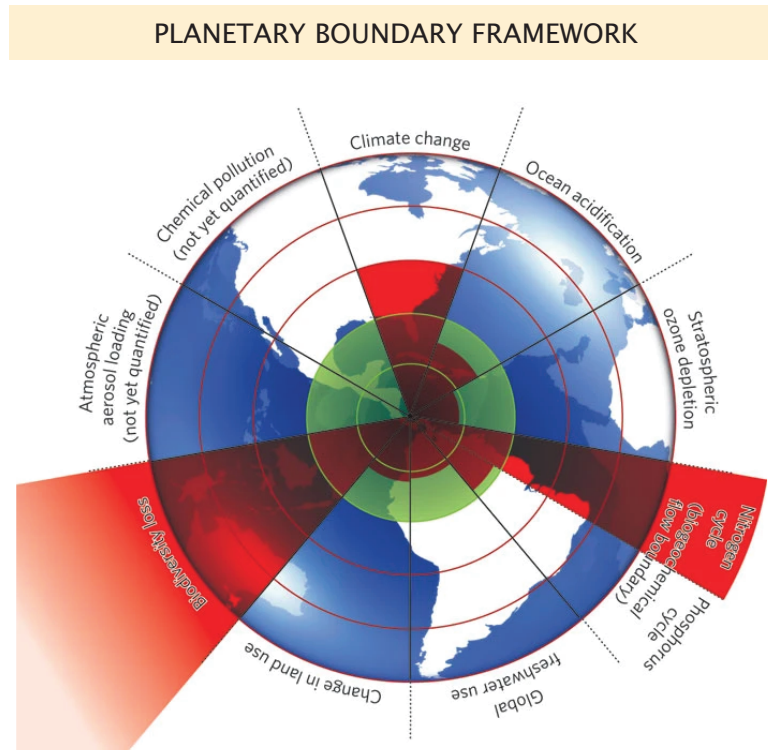 PLANETARY BOUNDARY FRAMEWORK
Climate change
Ocean acidification
Stratospheric
ozone depletion
Nitrogen
cycle
(biogeochemical
flow boundary)
Phosphorus
cycle
Global
freshwater use
Change in land use
Biodiversity loss
Atmospheric
aerosol loading
(not yet quantified)
Chemical pollution
(not yet quantified)